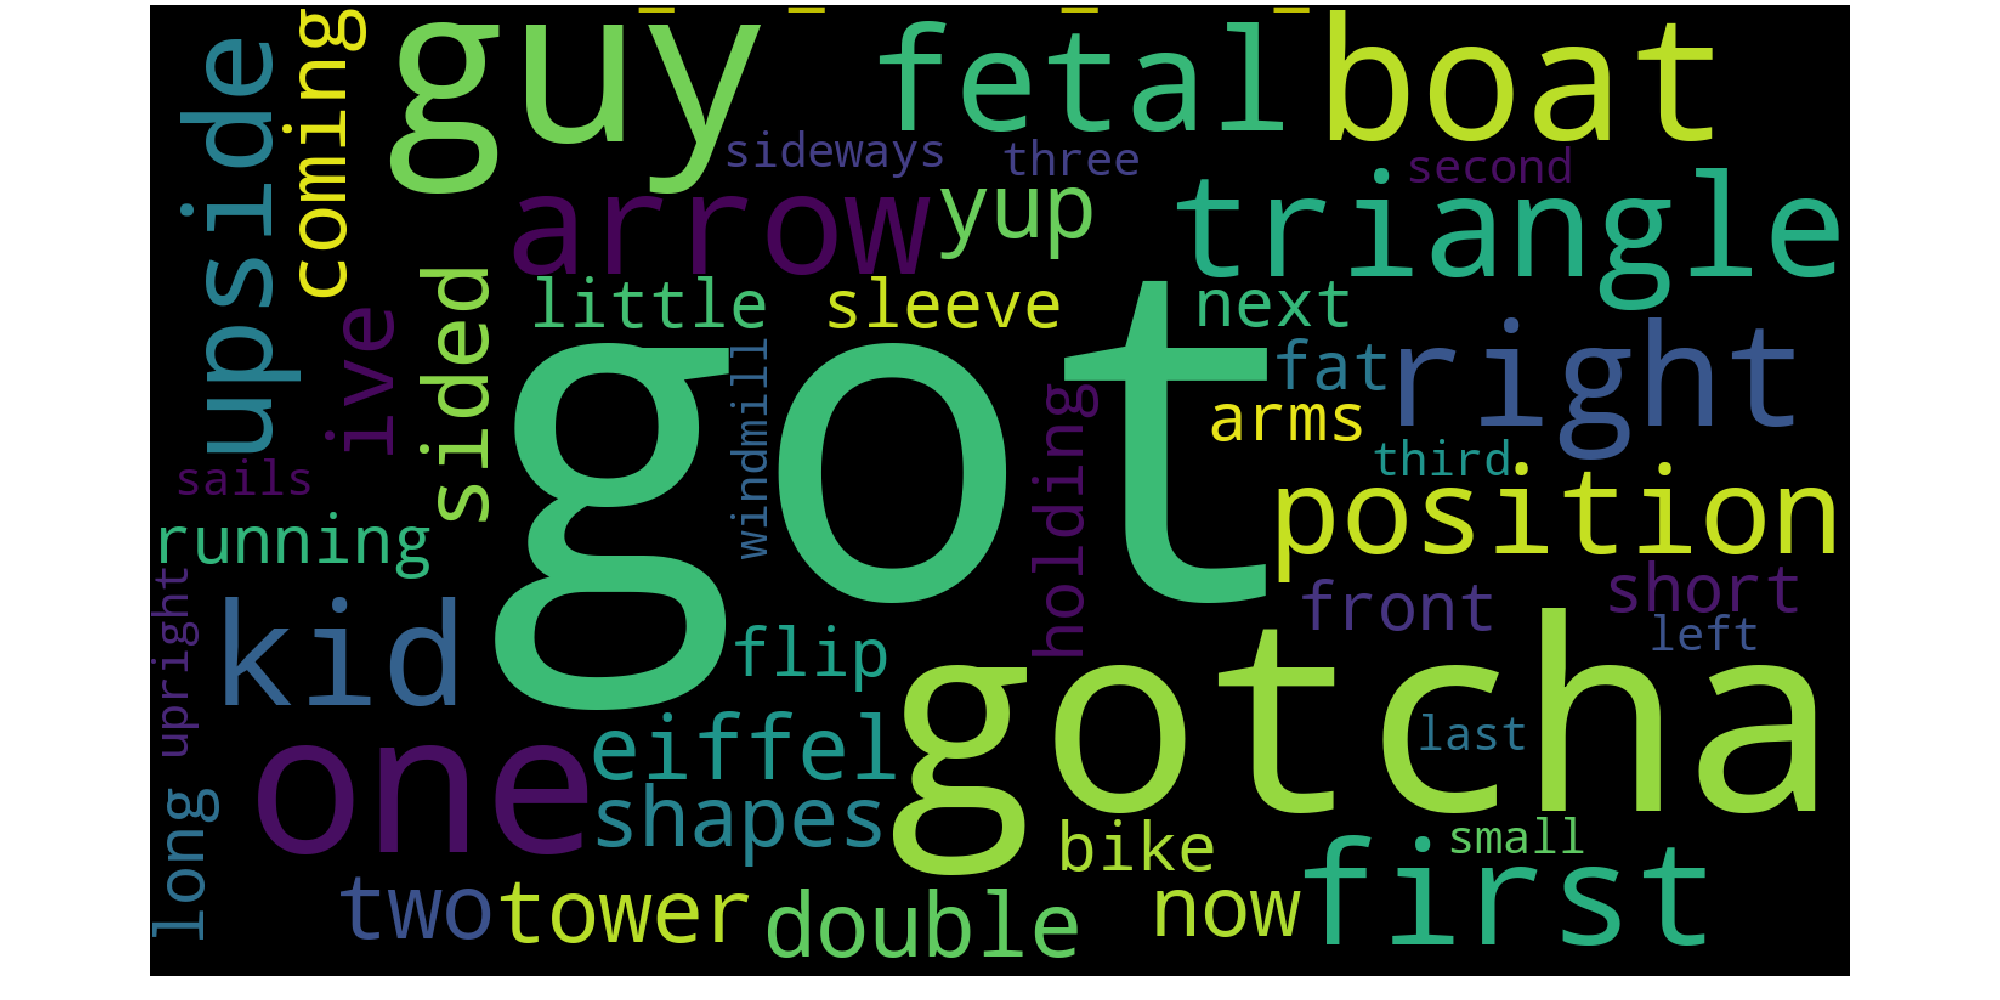 guy
fetal
boat
upside
coming
sideways
three
second
arrow
yup
triangle
ive
sided
little
sleeve
next
got
windmill
holding
fat
right
arms
third
sails
position
running
upright
kid
flip
front
short
left
one
eiffel
gotcha
last
shapes
long
bike
small
first
two
tower
double
now